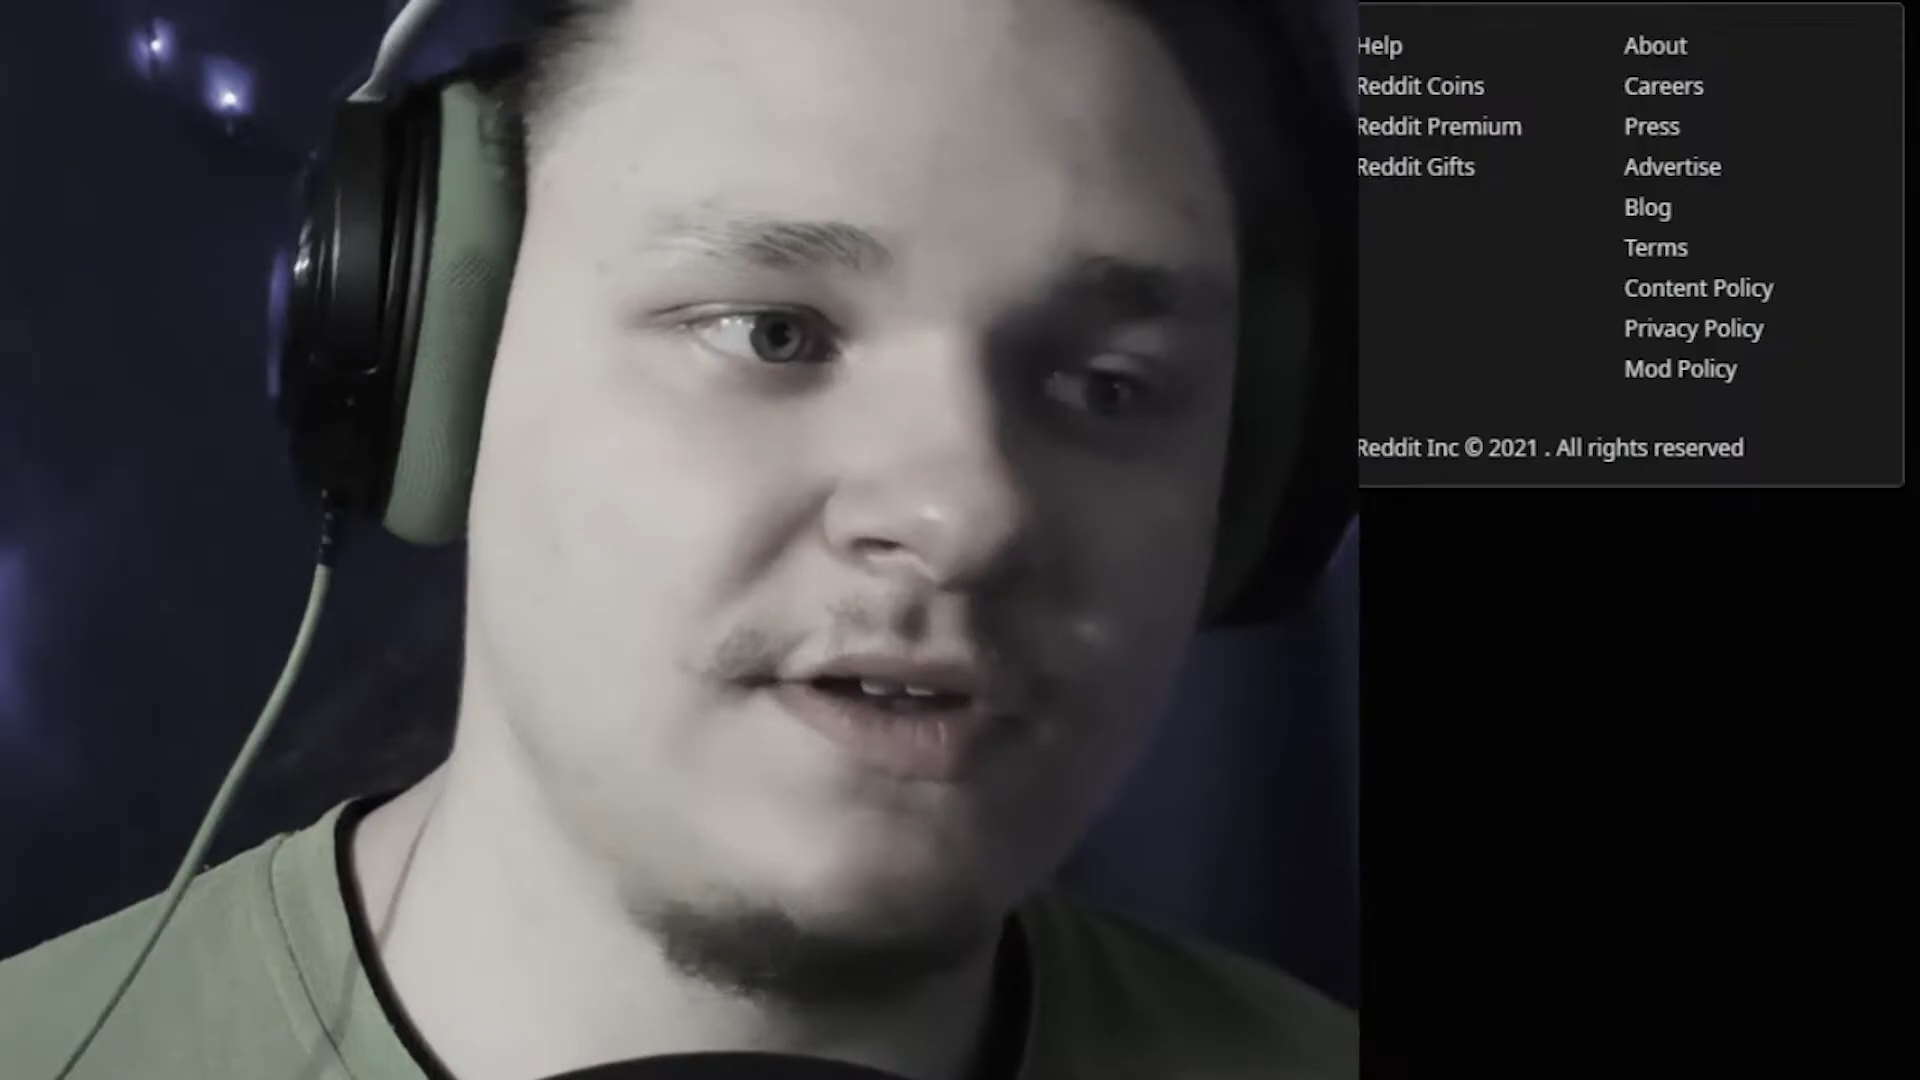 Help
Reddit Coins
Reddit Premium
Reddit Gifts
About
Careers
Press
Advertise
Blog
Terms
Content Policy
Privacy Policy
Mod Policy
Reddit Inc © 2021 . All rights reserved